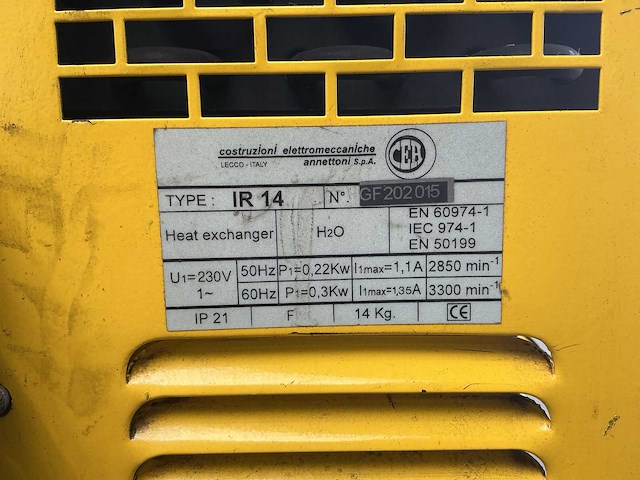 costruzioni elettromeccaniche
annettoni S.p.A.
LECCO - ITALY
CEA
TYPE : IR 14 N°. GF202015
Heat exchanger H2O EN 60974-1
IEC 974-1
EN 50199
U1=230V 1~ 50Hz P1=0,22Kw I1max=1,1A 2850 min-1
60Hz P1=0,3Kw I1max=1,35A 3300 min-1
IP 21 F 14 Kg. CE